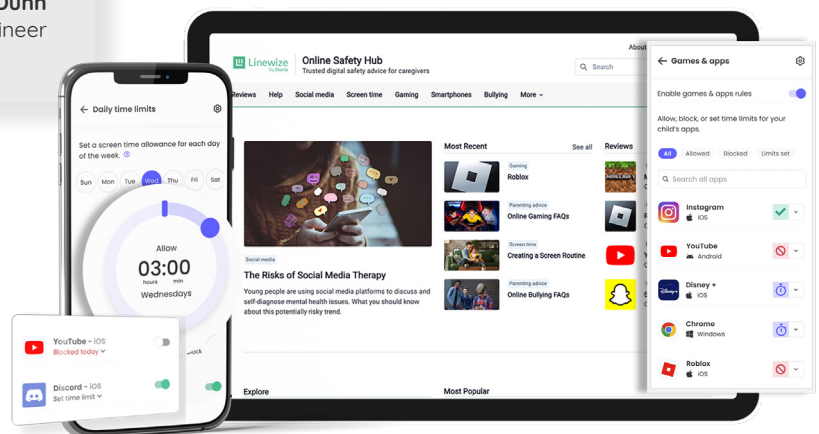 Dunn
ineer
Daily time limits
Set a screen time allowance for each day
of the week.
Sun Mon Tue Wed Thu Fri Sat
Allow
03:00
hours min
Wednesdays
YouTube - iOS
Blocked today
Discord - iOS
Set time limit
Linewize
by Qoria
Online Safety Hub
Trusted digital safety advice for caregivers
Abou
Search
Reviews Help Social media Screen time Gaming Smartphones Bullying More
Social media
The Risks of Social Media Therapy
Young people are using social media platforms to discuss and
self-diagnose mental health issues. What you should know
about this potentially risky trend.
Most Recent See all
Gaming
Roblox
Parenting advice
Online Gaming FAQs
Screen time
Creating a Screen Routine
Parenting advice
Online Bullying FAQs
Reviews
Explore
Most Popular
Games & apps
Enable games & apps rules
Allow, block, or set time limits for your
child's apps.
All Allowed Blocked Limits set
Search all apps
Instagram
iOS
YouTube
Android
Disney +
iOS
Chrome
Windows
Roblox
iOS